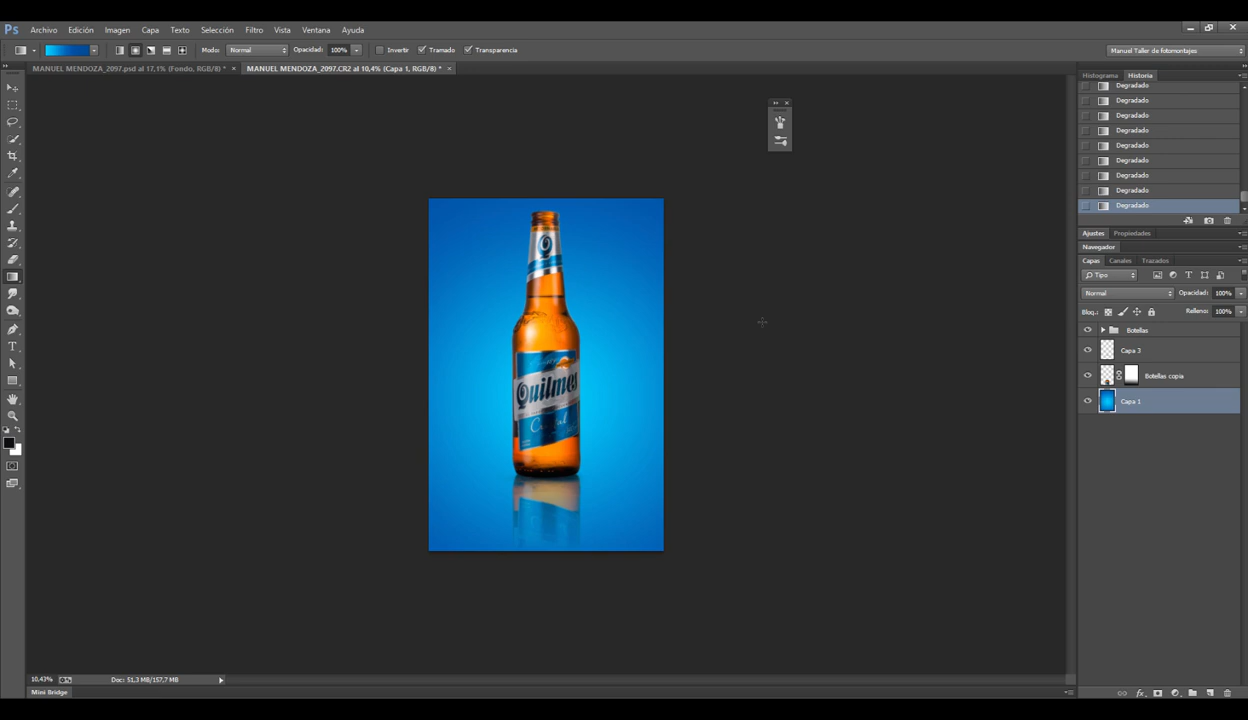 Ps Archivo Edición Imagen Capa Texto Selección Filtro Vista Ventana Ayuda
Modo: Normal Opacidad: 100% Invertir Tramado Transparencia Manuel Taller de fotomontajes
MANUEL MENDOZA_2097.psd al 17,1% (Fondo, RGB/8) * × MANUEL MENDOZA_2097.CR2 al 10,4% (Capa 1, RGB/8) * ×
Histograma Historia
Degradado
Degradado
Degradado
Degradado
Degradado
Degradado
Degradado
Degradado
Degradado
Ajustes Propiedades
Navegador
Capas Canales Trazados
Tipo
Normal Opacidad: 100%
Bloq.: Relleno: 100%
Botellas
Capa 3
Botellas copia
Capa 1
Quilmes
Cristal
10,43% Doc: 51,3 MB/157,7 MB
Mini Bridge